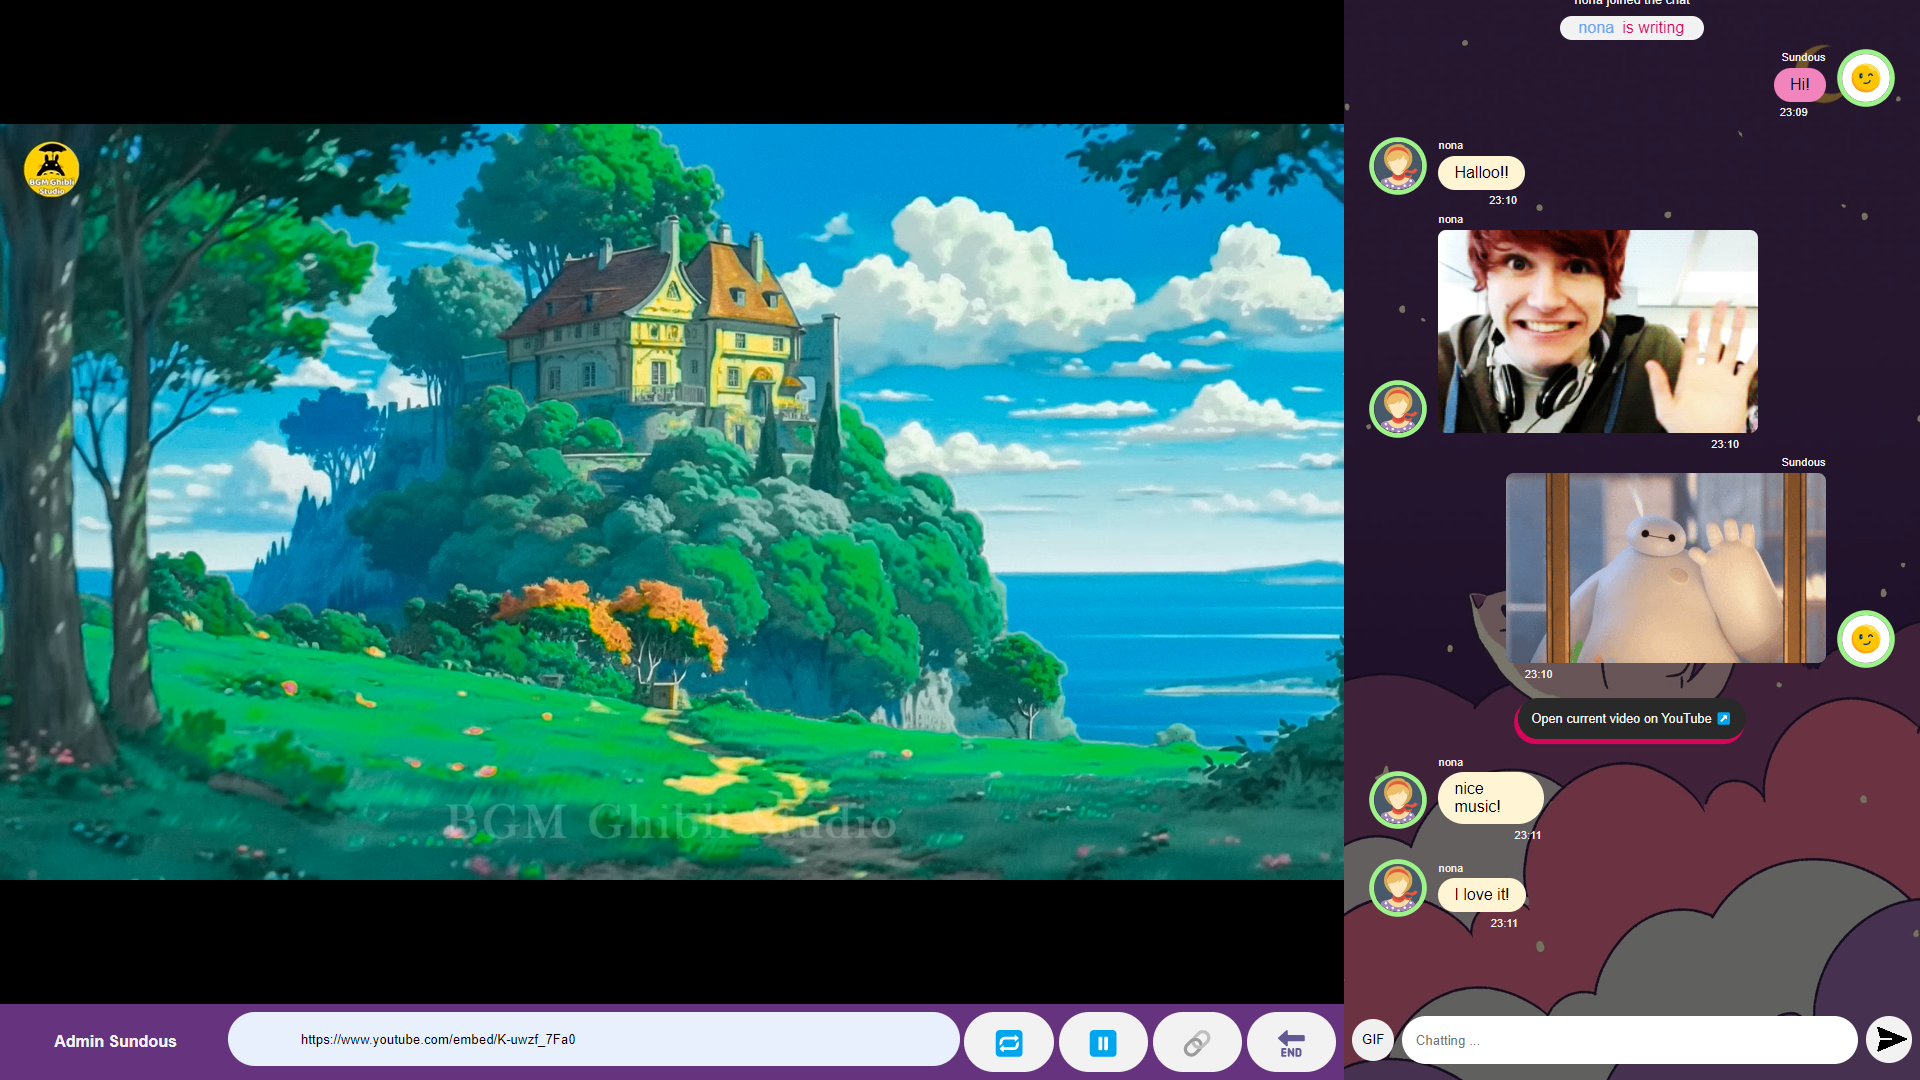 BGM Ghibli
Studio
BGM Ghibli Studio
Admin Sundous
https://www.youtube.com/embed/K-uwzf_7Fa0
END
nona joined the chat
nona is writing
Sundous
Hi!
23:09
nona
Halloo!!
23:10
nona
23:10
Sundous
23:10
Open current video on YouTube
nona
nice
music!
23:11
nona
I love it!
23:11
GIF
Chatting ...